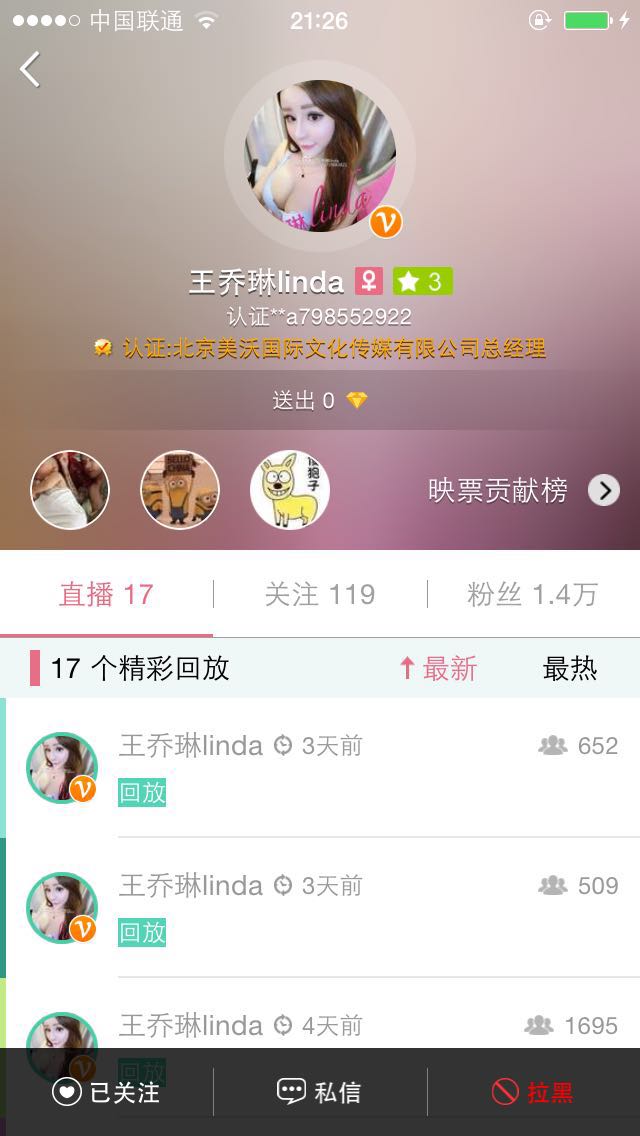 中国联通 21:26
linda
王乔琳linda 3
认证**a798552922
认证:北京美沃国际文化传媒有限公司总经理
送出 0
映票贡献榜
直播 17 关注 119 粉丝 1.4万
17 个精彩回放 最新 最热
王乔琳linda 3天前 652
回放
王乔琳linda 3天前 509
回放
王乔琳linda 4天前 1695
回放
已关注 私信 拉黑